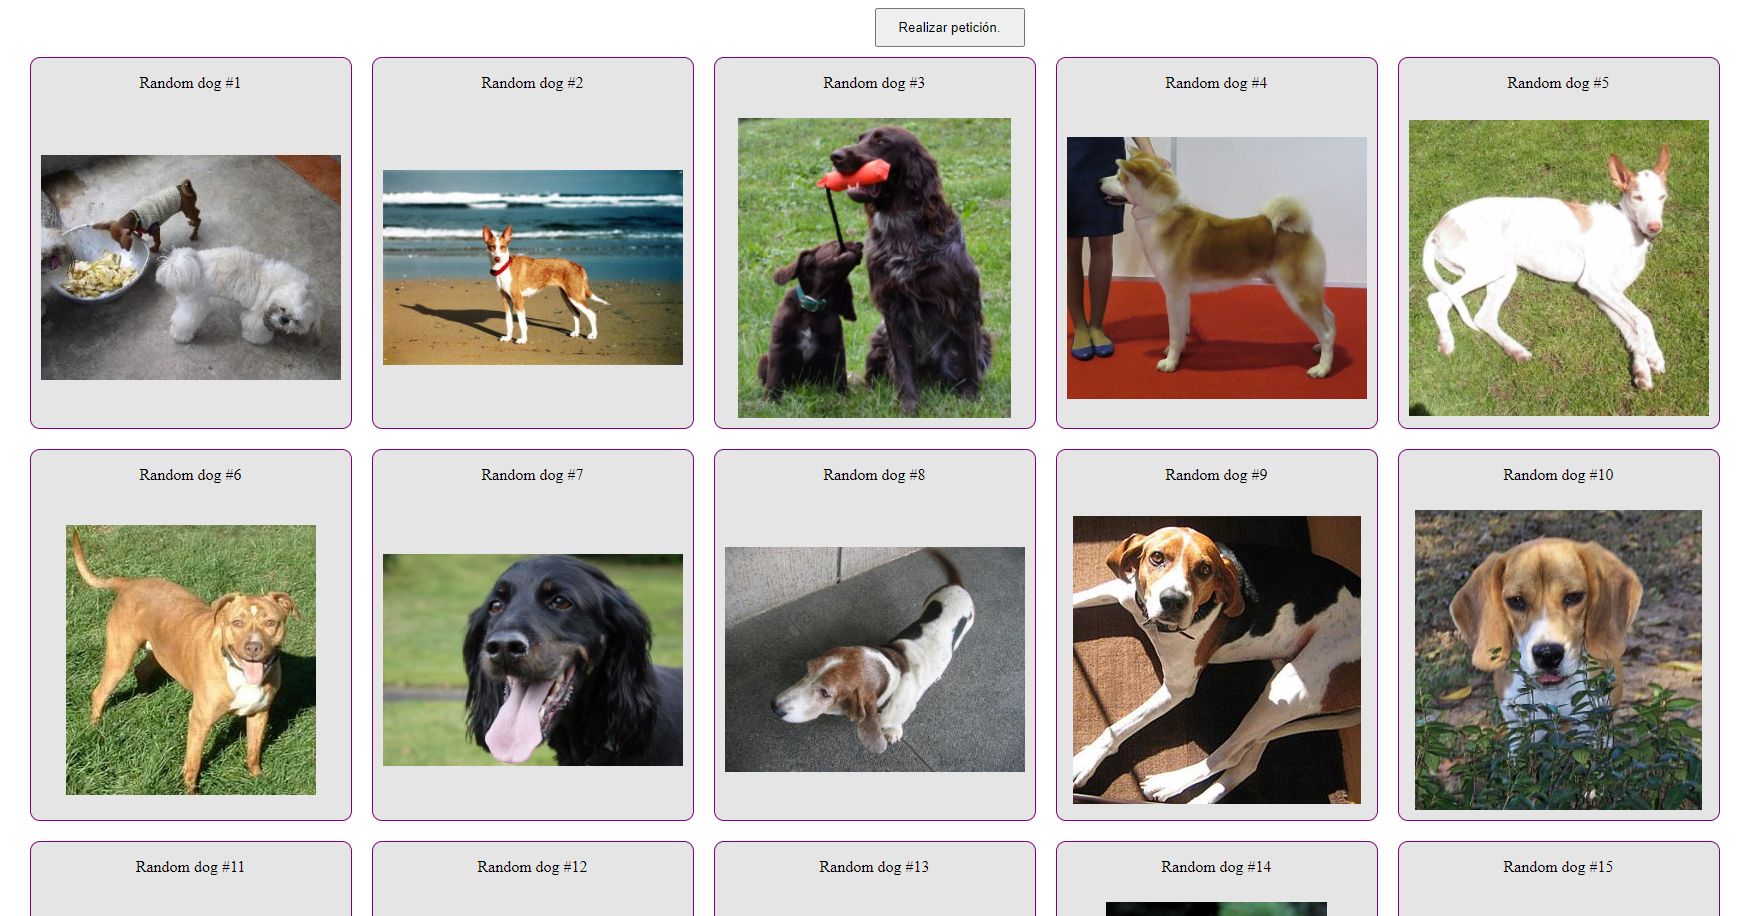 Realizar petición.
Random dog #1
Random dog #2
Random dog #3
Random dog #4
Random dog #5
Random dog #6
Random dog #7
Random dog #8
Random dog #9
Random dog #10
Random dog #11
Random dog #12
Random dog #13
Random dog #14
Random dog #15